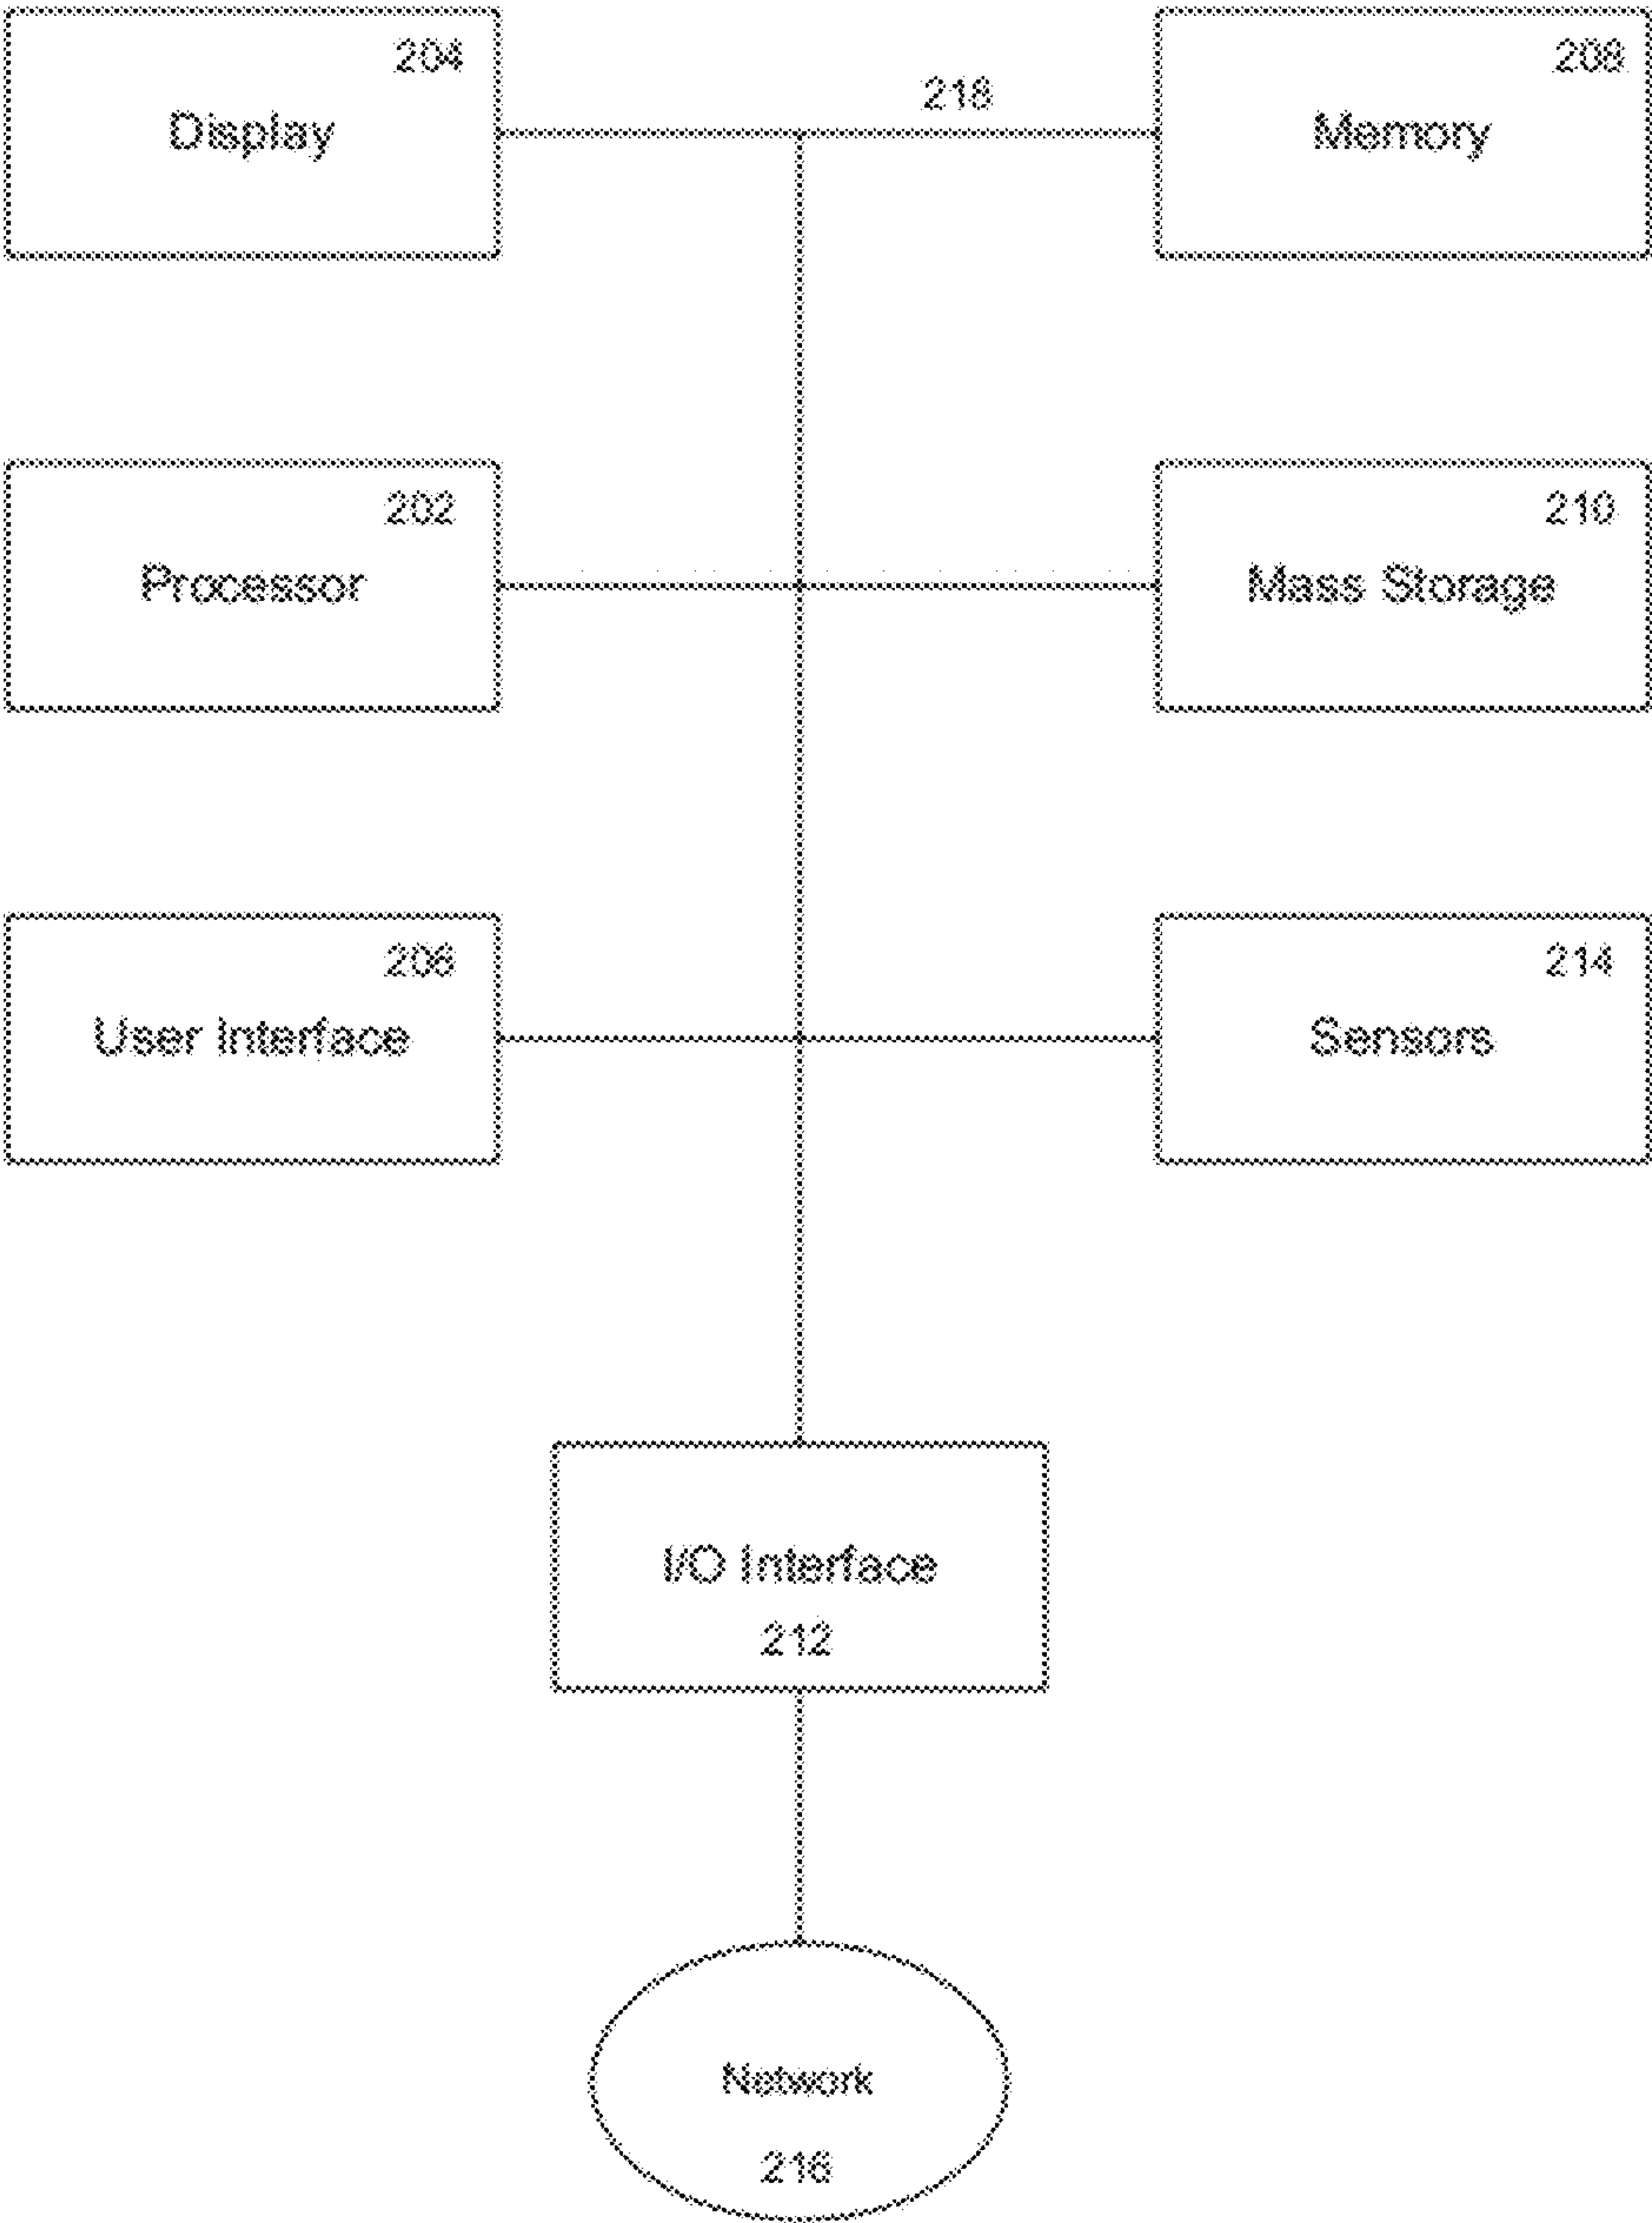 204
Display
218
208
Memory
202
Processor
210
Mass Storage
206
User Interface
214
Sensors
I/O Interface
212
Network
216